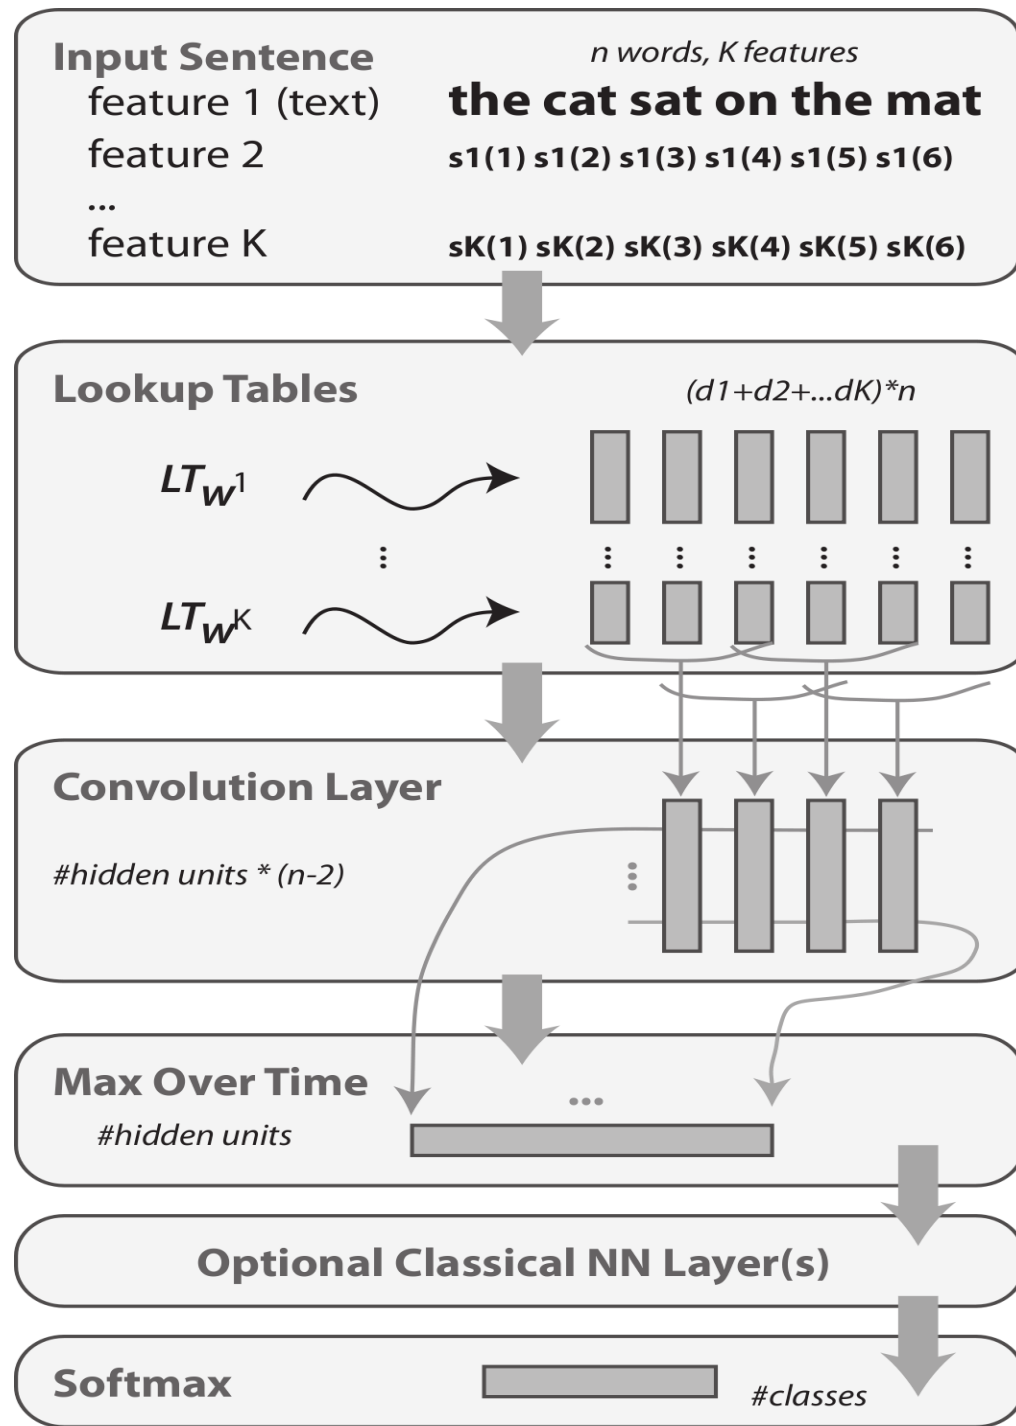 Input Sentence
n words, K features
feature 1 (text) the cat sat on the mat
feature 2 s1(1) s1(2) s1(3) s1(4) s1(5) s1(6)
...
feature K sK(1) sK(2) sK(3) sK(4) sK(5) sK(6)
Lookup Tables
(d1+d2+...dK)*n
LT_W^1
LT_W^K
Convolution Layer
#hidden units * (n-2)
Max Over Time
#hidden units
...
Optional Classical NN Layer(s)
Softmax
#classes